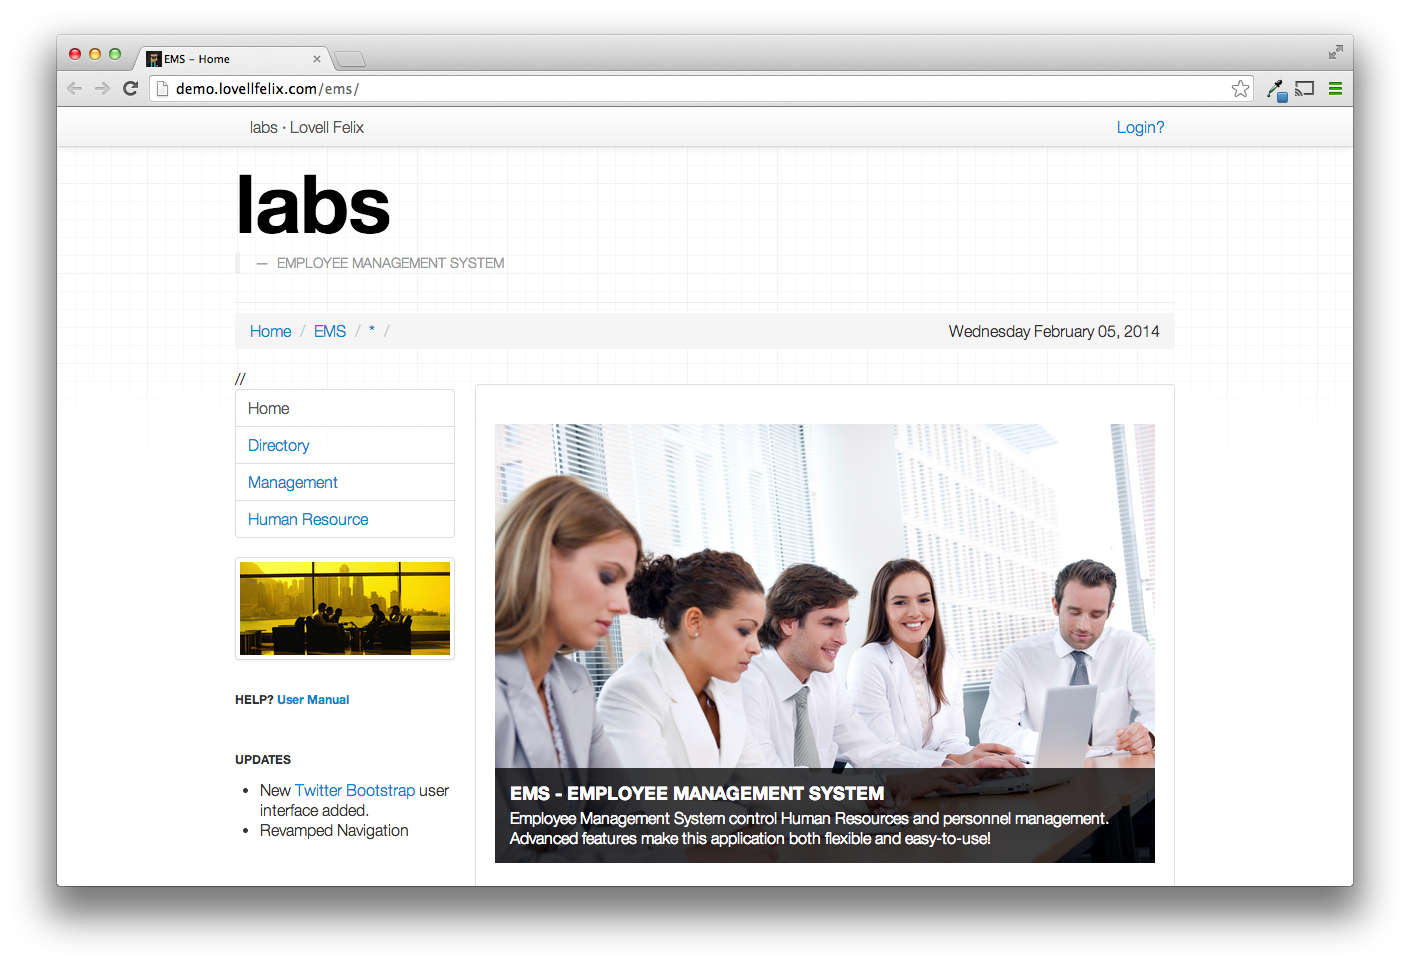 EMS – Home
demo.lovellfelix.com/ems/
labs · Lovell Felix
Login?
labs
— EMPLOYEE MANAGEMENT SYSTEM
Home / EMS / * /
Wednesday February 05, 2014
//
Home
Directory
Management
Human Resource
HELP? User Manual
UPDATES
• New Twitter Bootstrap user
interface added.
• Revamped Navigation
EMS - EMPLOYEE MANAGEMENT SYSTEM
Employee Management System control Human Resources and personnel management.
Advanced features make this application both flexible and easy-to-use!